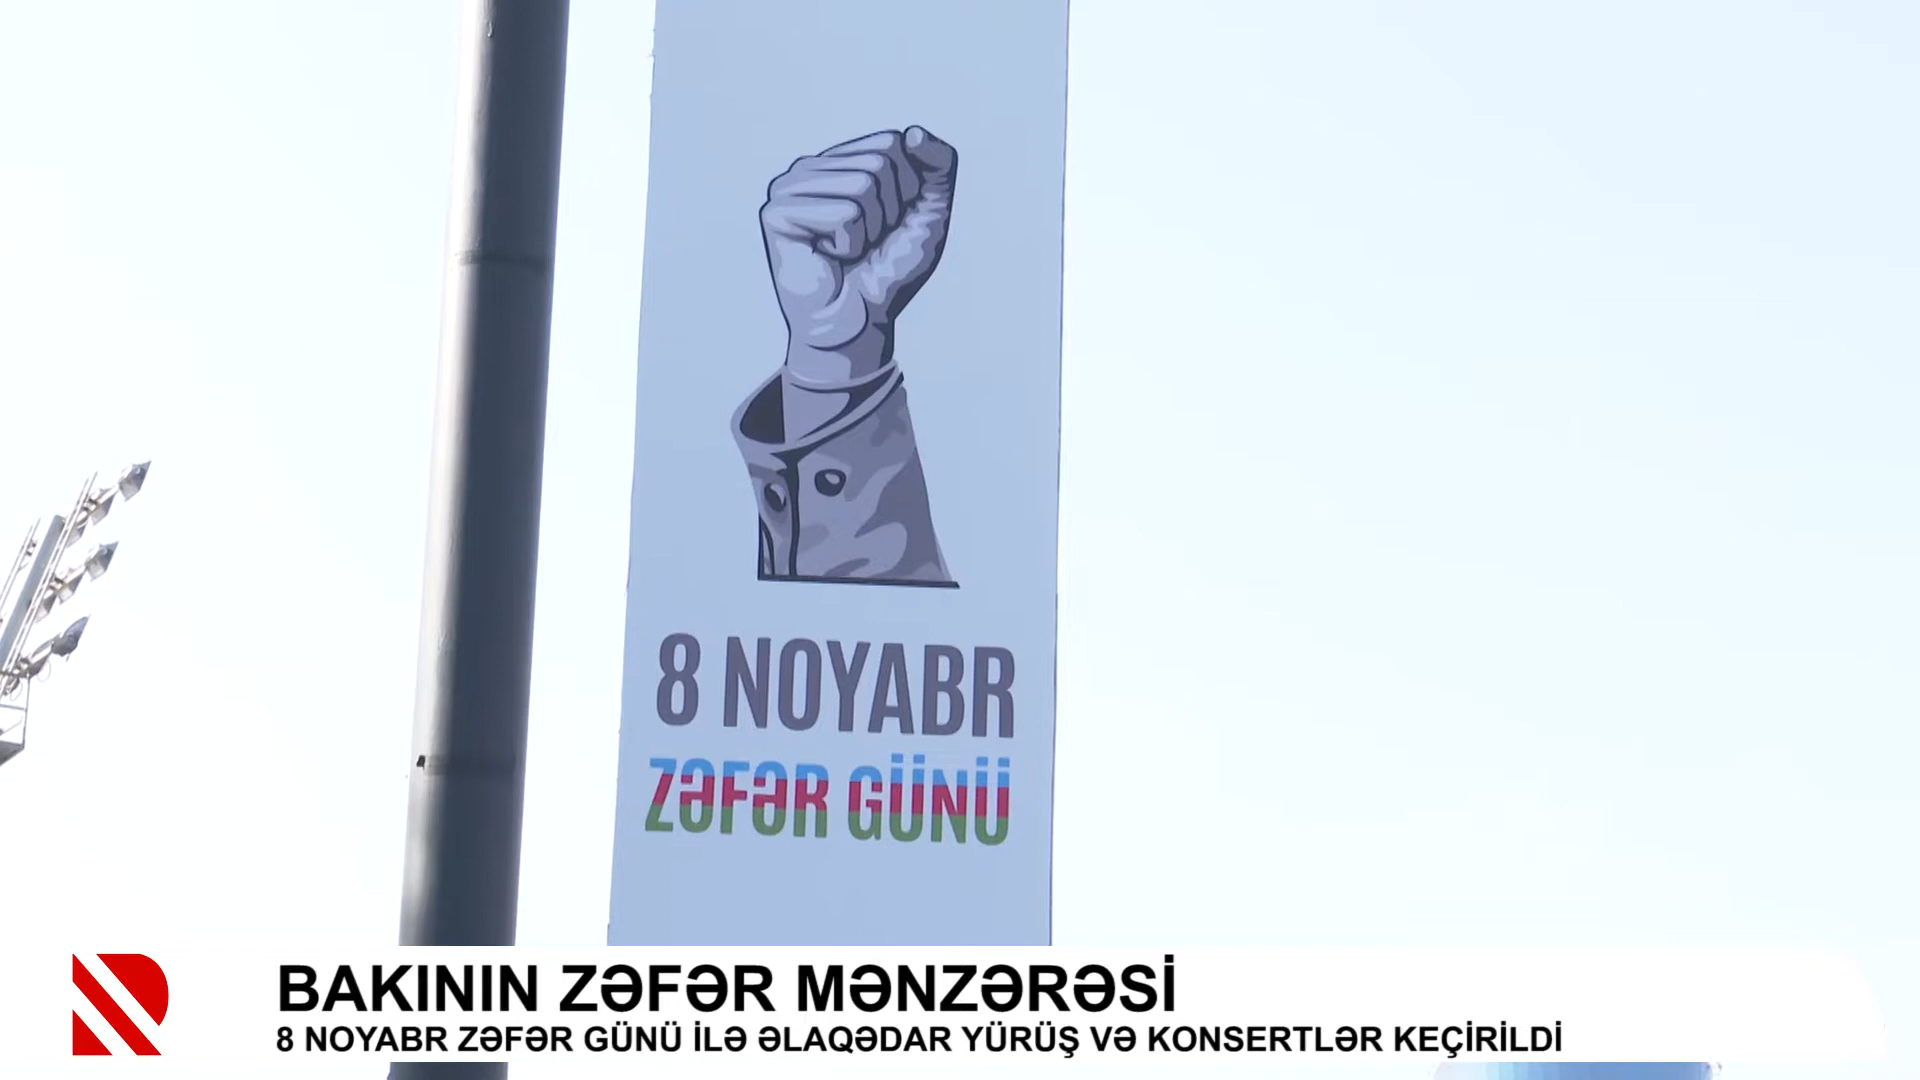 8 NOYABR
ZƏFƏR GÜNÜ
BAKININ ZƏFƏR MƏNZƏRƏSİ
8 NOYABR ZƏFƏR GÜNÜ İLƏ ƏLAQƏDAR YÜRÜŞ VƏ KONSERTLƏR KEÇİRİLDİ